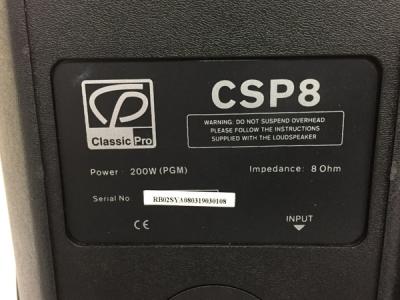 CSP8
Classic Pro
WARNING: DO NOT SUSPEND OVERHEAD
PLEASE FOLLOW THE INSTRUCTIONS
SUPPLIED WITH THE LOUDSPEAKER
Power : 200W (PGM) Impedance: 8 Ohm
Serial No RB02SYA080319030108
CE INPUT